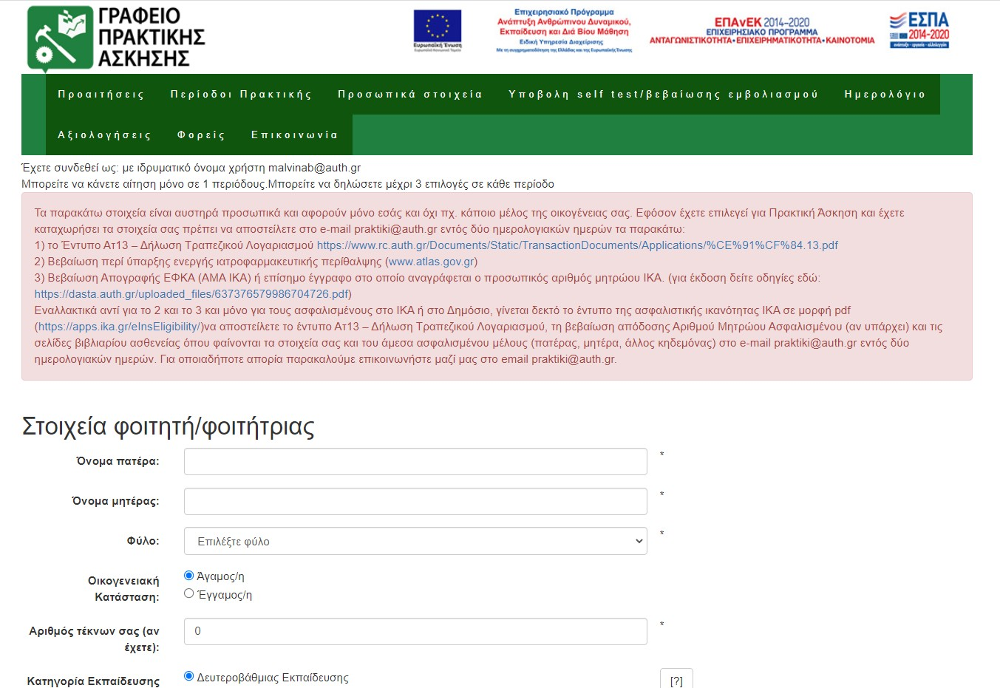 ΓΡΑΦΕΙΟ
ΠΡΑΚΤΙΚΗΣ
ΑΣΚΗΣΗΣ
Ευρωπαϊκή Ένωση
Ευρωπαϊκό Κοινωνικό Ταμείο
Επιχειρησιακό Πρόγραμμα
Ανάπτυξη Ανθρώπινου Δυναμικού,
Εκπαίδευση και Διά Βίου Μάθηση
Ειδική Υπηρεσία Διαχείρισης
Με τη συγχρηματοδότηση της Ελλάδας και της Ευρωπαϊκής Ένωσης
ΕΠΑνΕΚ 2014-2020
ΕΠΙΧΕΙΡΗΣΙΑΚΟ ΠΡΟΓΡΑΜΜΑ
ΑΝΤΑΓΩΝΙΣΤΙΚΟΤΗΤΑ•ΕΠΙΧΕΙΡΗΜΑΤΙΚΟΤΗΤΑ•ΚΑΙΝΟΤΟΜΙΑ
ΕΣΠΑ
2014-2020
ανάπτυξη - εργασία - αλληλεγγύη
Προαιτήσεις Περίοδοι Πρακτικής Προσωπικά στοιχεία Υποβολη self test/βεβαίωσης εμβολιασμού Ημερολόγιο
Αξιολογήσεις Φορείς Επικοινωνία
Έχετε συνδεθεί ως: με ιδρυματικό όνομα χρήστη malvinab@auth.gr
Μπορείτε να κάνετε αίτηση μόνο σε 1 περιόδους.Μπορείτε να δηλώσετε μέχρι 3 επιλογές σε κάθε περίοδο
Τα παρακάτω στοιχεία είναι αυστηρά προσωπικά και αφορούν μόνο εσάς και όχι πχ. κάποιο μέλος της οικογένειας σας. Εφόσον έχετε επιλεγεί για Πρακτική Άσκηση και έχετε
καταχωρήσει τα στοιχεία σας πρέπει να αποστείλετε στο e-mail praktiki@auth.gr εντός δύο ημερολογιακών ημερών τα παρακάτω:
1) το Έντυπο Ατ13 – Δήλωση Τραπεζικού Λογαριασμού https://www.rc.auth.gr/Documents/Static/TransactionDocuments/Applications/%CE%91%CF%84.13.pdf
2) Βεβαίωση περί ύπαρξης ενεργής ιατροφαρμακευτικής περίθαλψης (www.atlas.gov.gr)
3) Βεβαίωση Απογραφής ΕΦΚΑ (ΑΜΑ ΙΚΑ) ή επίσημο έγγραφο στο οποίο αναγράφεται ο προσωπικός αριθμός μητρώου ΙΚΑ. (για έκδοση δείτε οδηγίες εδώ:
https://dasta.auth.gr/uploaded_files/637376579986704726.pdf)
Εναλλακτικά αντί για το 2 και το 3 και μόνο για τους ασφαλισμένους στο ΙΚΑ ή στο Δημόσιο, γίνεται δεκτό το έντυπο της ασφαλιστικής ικανότητας ΙΚΑ σε μορφή pdf
(https://apps.ika.gr/eInsEligibility/)να αποστείλετε το έντυπο Ατ13 – Δήλωση Τραπεζικού Λογαριασμού, τη βεβαίωση απόδοσης Αριθμού Μητρώου Ασφαλισμένου (αν υπάρχει) και τις
σελίδες βιβλιαρίου ασθενείας όπου φαίνονται τα στοιχεία σας και του άμεσα ασφαλισμένου μέλους (πατέρας, μητέρα, άλλος κηδεμόνας) στο e-mail praktiki@auth.gr εντός δύο
ημερολογιακών ημερών. Για οποιαδήποτε απορία παρακαλούμε επικοινωνήστε μαζί μας στο email praktiki@auth.gr.
Στοιχεία φοιτητή/φοιτήτριας
Όνομα πατέρα: *
Όνομα μητέρας: *
Φύλο: Επιλέξτε φύλο *
Οικογενειακή Κατάσταση:
Άγαμος/η
Έγγαμος/η
Αριθμός τέκνων σας (αν έχετε): 0 *
Κατηγορία Εκπαίδευσης Δευτεροβάθμιας Εκπαίδευσης [?]